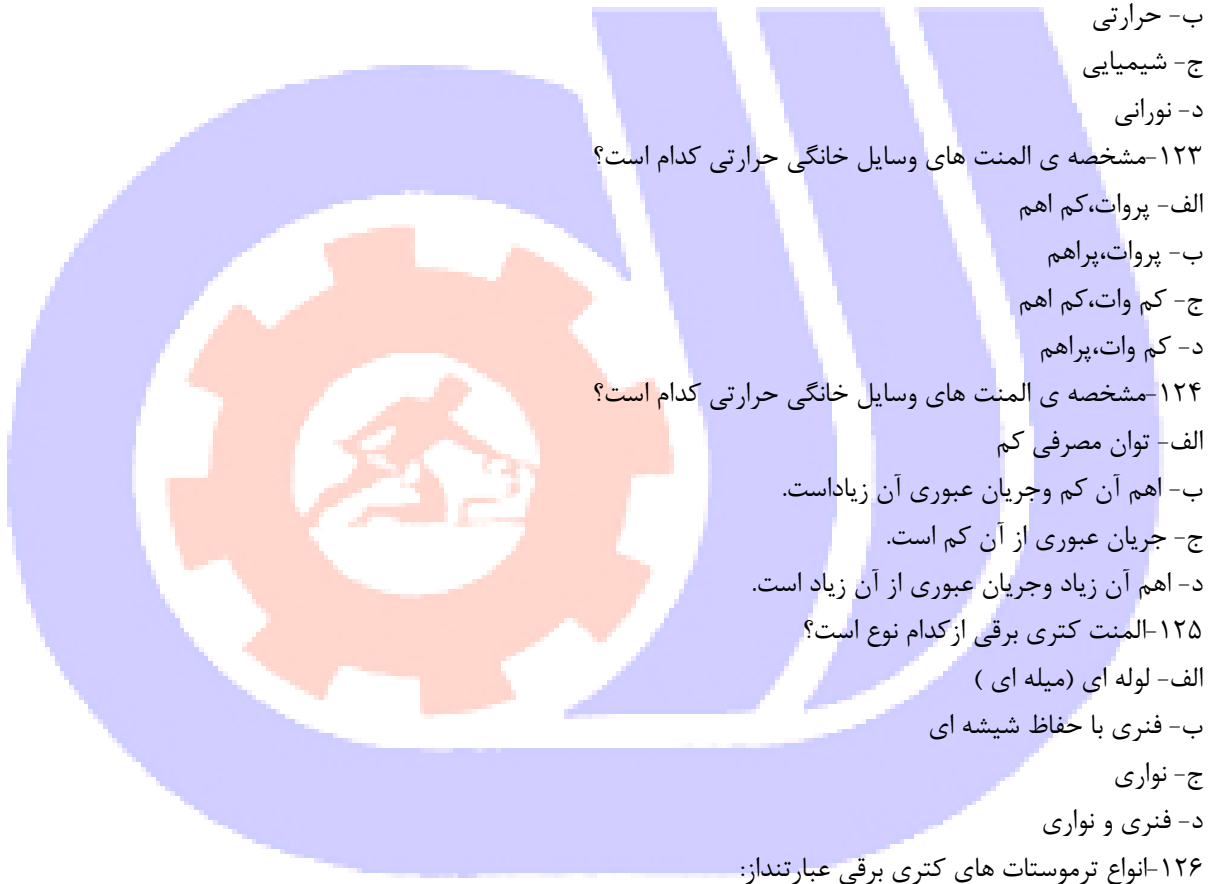 ب- حرارتی
ج- شیمیایی
د- نورانی
۱۲۳-مشخصه ی المنت های وسایل خانگی حرارتی کدام است؟
الف- پروات،کم اهم
ب- پروات،پراهم
ج- کم وات،کم اهم
د- کم وات،پراهم
۱۲۴-مشخصه ی المنت های وسایل خانگی حرارتی کدام است؟
الف- توان مصرفی کم
ب- اهم آن کم وجریان عبوری آن زیاداست.
ج- جریان عبوری از آن کم است.
د- اهم آن زیاد وجریان عبوری از آن زیاد است.
۱۲۵-المنت کتری برقی ازکدام نوع است؟
الف- لوله ای (میله ای )
ب- فنری با حفاظ شیشه ای
ج- نواری
د- فنری و نواری
۱۲۶-انواع ترموستات های کتری برقی عبارتنداز: